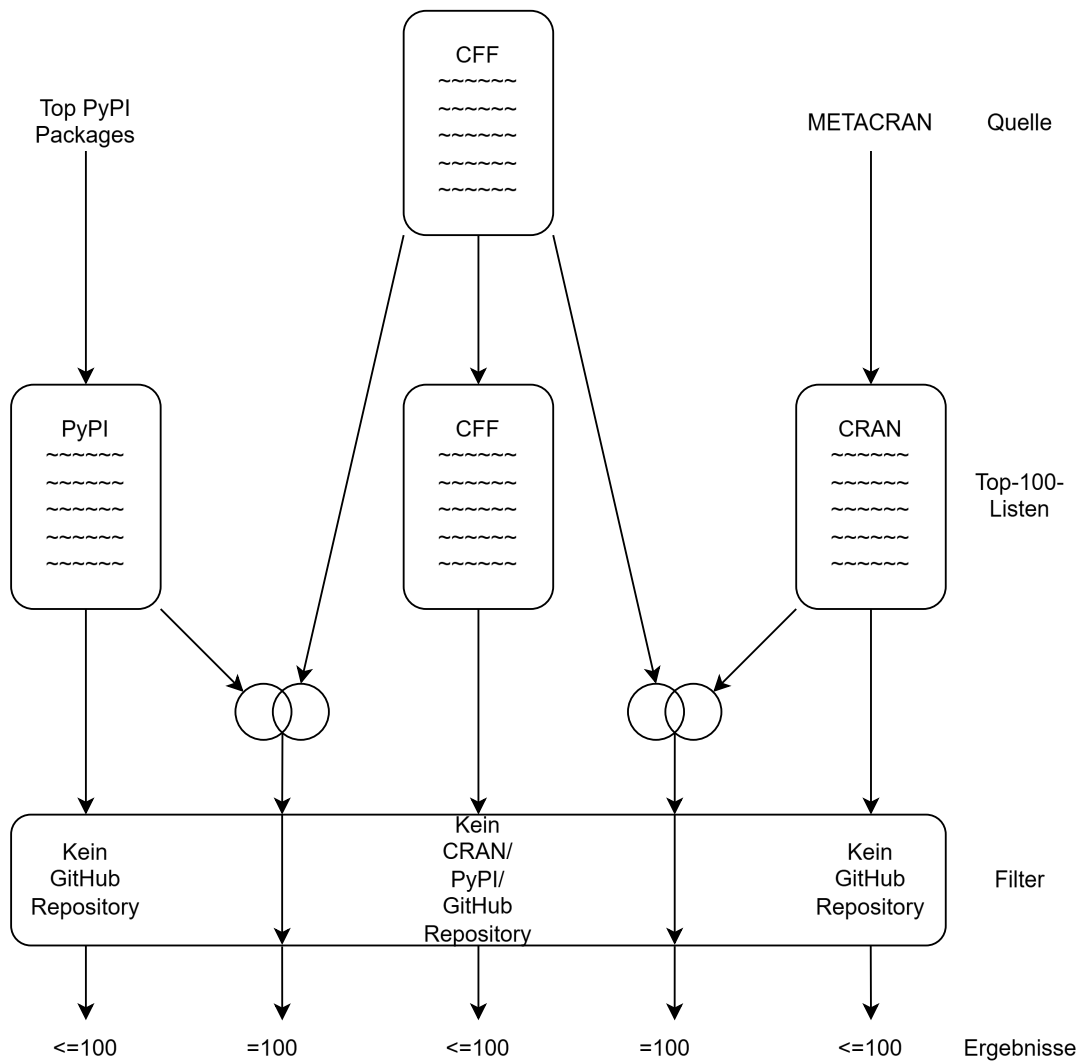 CFF
~~~~~~
~~~~~~
~~~~~~
~~~~~~
~~~~~~
Top PyPI
Packages
METACRAN
Quelle
PyPI
~~~~~~
~~~~~~
~~~~~~
~~~~~~
~~~~~~
CFF
~~~~~~
~~~~~~
~~~~~~
~~~~~~
~~~~~~
CRAN
~~~~~~
~~~~~~
~~~~~~
~~~~~~
~~~~~~
Top-100-
Listen
Kein
GitHub
Repository
Kein
CRAN/
PyPI/
GitHub
Repository
Kein
GitHub
Repository
Filter
<=100
=100
<=100
=100
<=100
Ergebnisse